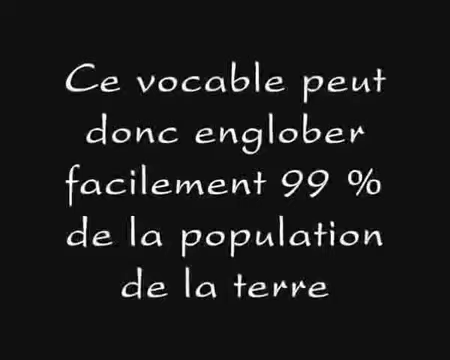 Ce vocable peut
donc englober
facilement 99 %
de la population
de la terre